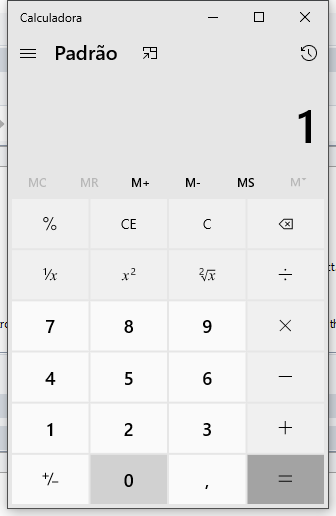 Calculadora
Padrão
1
MC MR M+ M- MS M˅
% CE C
¹/x x² ²√x ÷
7 8 9 ×
4 5 6 −
1 2 3 +
+/− 0 , =